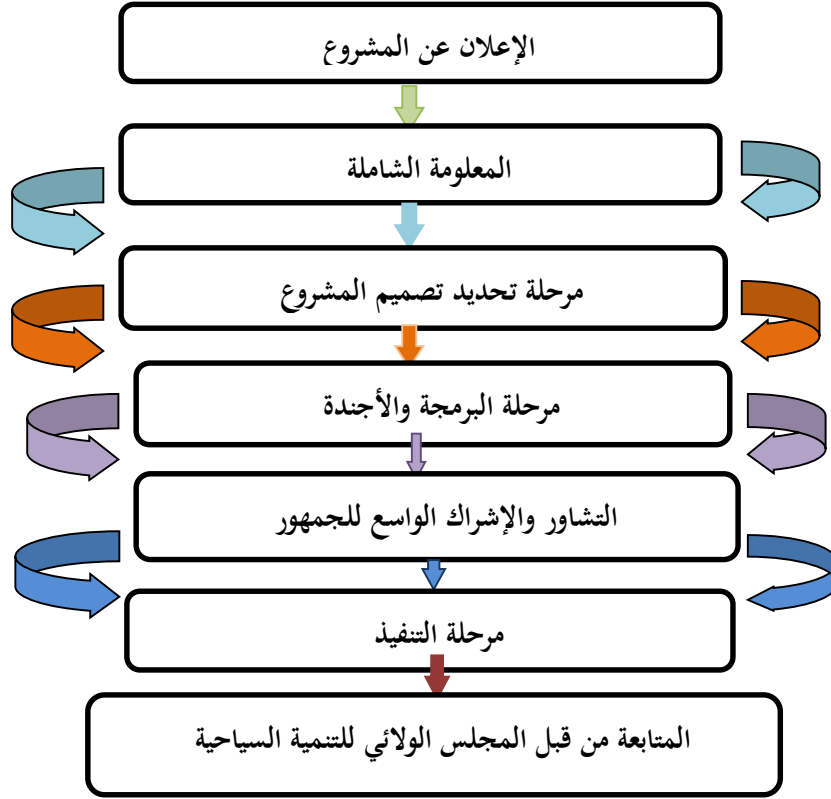 الإعلان عن المشروع
المعلومة الشاملة
مرحلة تحديد تصميم المشروع
مرحلة البرمجة والأجندة
التشاور والإشراك الواسع للجمهور
مرحلة التنفيذ
المتابعة من قبل المجلس الولائي للتنمية السياحية